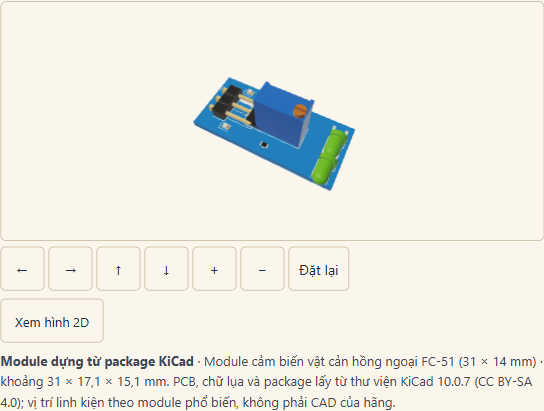 ← → ↑ ↓ + − Đặt lại
Xem hình 2D
Module dựng từ package KiCad · Module cảm biến vật cản hồng ngoại FC-51 (31 × 14 mm) ·
khoảng 31 × 17,1 × 15,1 mm. PCB, chữ lụa và package lấy từ thư viện KiCad 10.0.7 (CC BY-SA
4.0); vị trí linh kiện theo module phổ biến, không phải CAD của hãng.